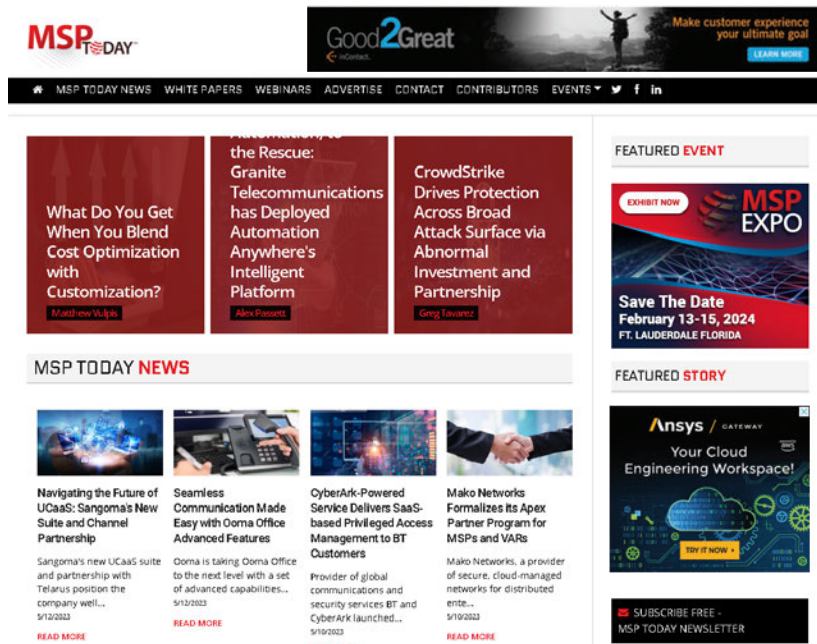 MSP TODAY
Good2Great
inContact.
Make customer experience
your ultimate goal
LEARN MORE
MSP TODAY NEWS WHITE PAPERS WEBINARS ADVERTISE CONTACT CONTRIBUTORS EVENTS
What Do You Get
When You Blend
Cost Optimization
with
Customization?
Matthew Vulpis
Automation, to
the Rescue:
Granite
Telecommunications
has Deployed
Automation
Anywhere's
Intelligent
Platform
Alex Passett
CrowdStrike
Drives Protection
Across Broad
Attack Surface via
Abnormal
Investment and
Partnership
Greg Tavarez
FEATURED EVENT
EXHIBIT NOW
MSP
EXPO
Save The Date
February 13-15, 2024
FT. LAUDERDALE FLORIDA
MSP TODAY NEWS
Navigating the Future of
UCaaS: Sangoma's New
Suite and Channel
Partnership
Sangoma's new UCaaS suite
and partnership with
Telarus position the
company well...
5/12/2023
READ MORE
Seamless
Communication Made
Easy with Ooma Office
Advanced Features
Ooma is taking Ooma Office
to the next level with a set
of advanced capabilities...
5/12/2023
READ MORE
CyberArk-Powered
Service Delivers SaaS-
based Privileged Access
Management to BT
Customers
Provider of global
communications and
security services BT and
CyberArk launched...
5/10/2023
Mako Networks
Formalizes its Apex
Partner Program for
MSPs and VARs
Mako Networks, a provider
of secure, cloud-managed
networks for distributed
ente...
5/10/2023
READ MORE
FEATURED STORY
Ansys / GATEWAY
aws
Your Cloud
Engineering Workspace!
TRY IT NOW
SUBSCRIBE FREE -
MSP TODAY NEWSLETTER